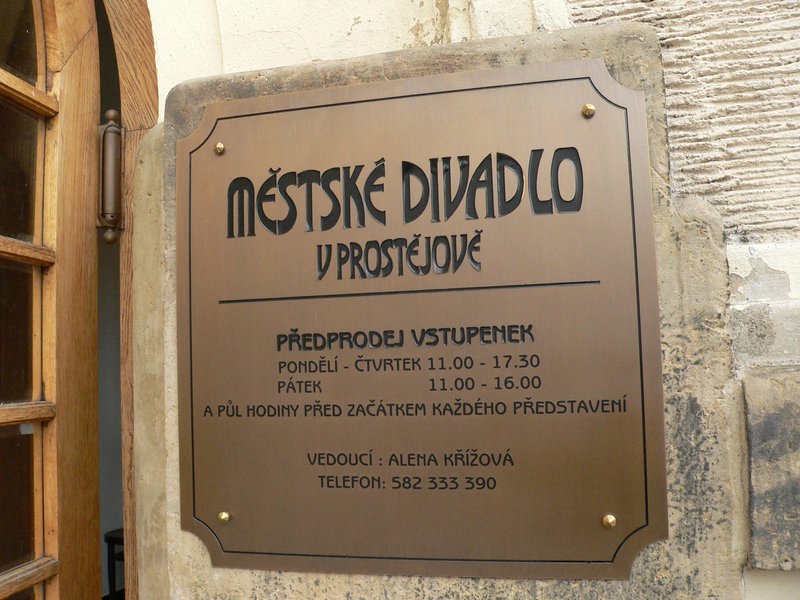 MĚSTSKÉ DIVADLO
V PROSTĚJOVĚ
PŘEDPRODEJ VSTUPENEK
PONDĚLÍ - ČTVRTEK 11.00 - 17.30
PÁTEK 11.00 - 16.00
A PŮL HODINY PŘED ZAČÁTKEM KAŽDÉHO PŘEDSTAVENÍ
VEDOUCÍ : ALENA KŘÍŽOVÁ
TELEFON: 582 333 390